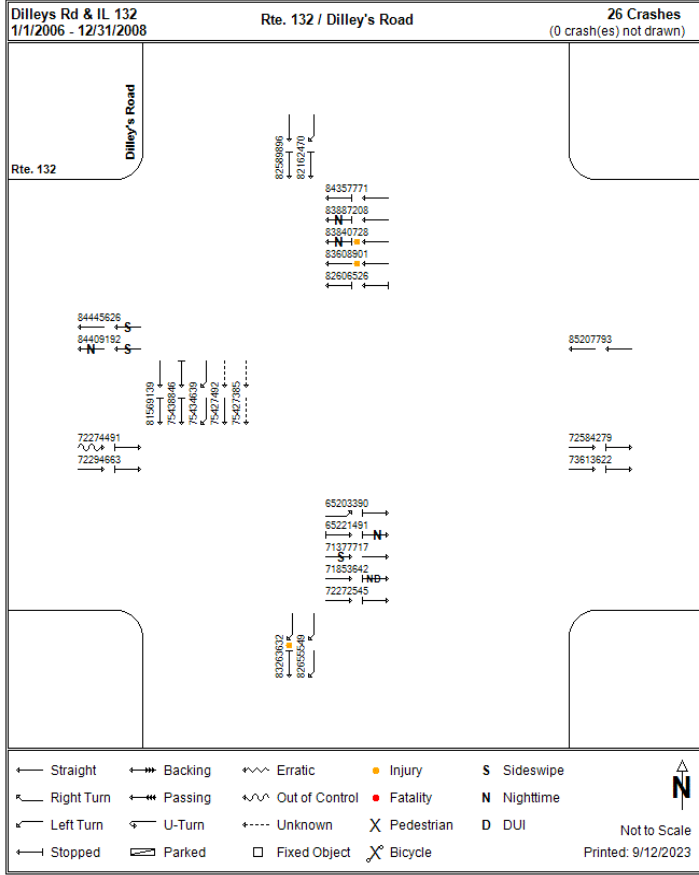 Dilleys Rd & IL 132
1/1/2006 - 12/31/2008
Rte. 132 / Dilley's Road
26 Crashes
(0 crash(es) not drawn)
Dilley's Road
Rte. 132
82589896
82162470
84357771
83887208
N
83840728
N
83608901
82606526
84445626
S
84409192
N S
85207793
81569139
75438846
75434639
75427492
75427385
72274491
72294663
72584279
73613622
65203390
65221491
N
71377717
S
71853642
ND
72272545
83263632
82655549
Straight
Backing
Erratic
Injury
S Sideswipe
Right Turn
Passing
Out of Control
Fatality
N Nighttime
Left Turn
U-Turn
Unknown
Pedestrian
D DUI
Stopped
Parked
Fixed Object
Bicycle
N
Not to Scale
Printed: 9/12/2023